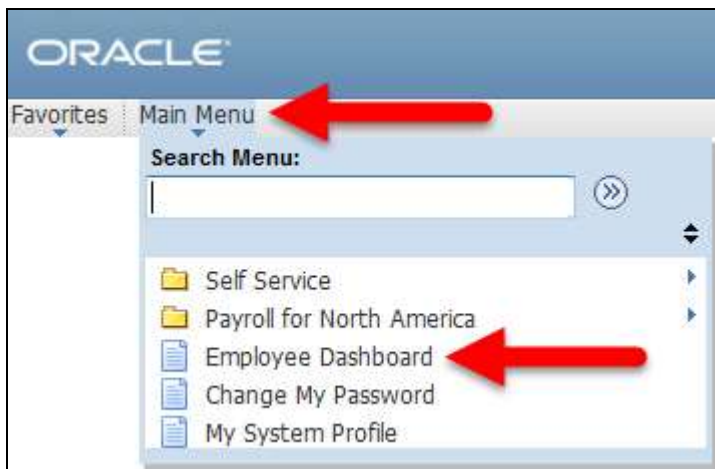 ORACLE
Favorites Main Menu
Search Menu:
Self Service
Payroll for North America
Employee Dashboard
Change My Password
My System Profile